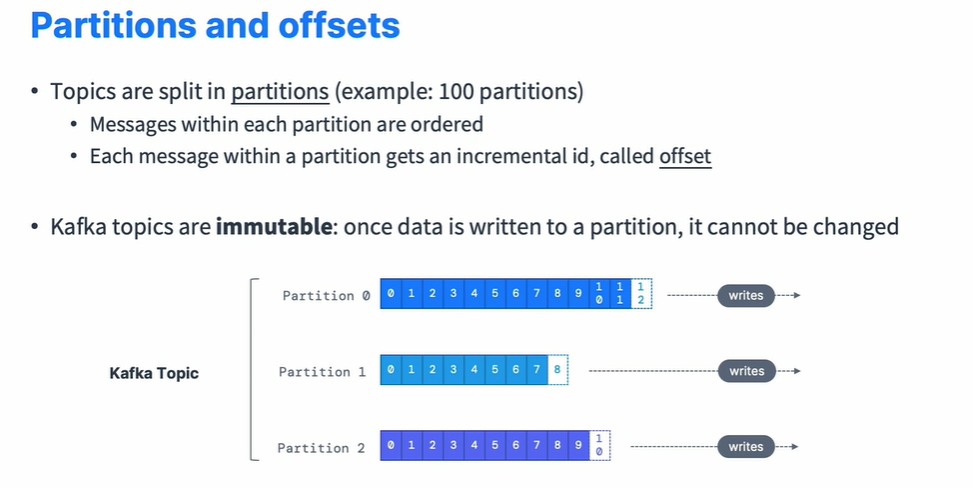 Partitions and offsets
• Topics are split in partitions (example: 100 partitions)
• Messages within each partition are ordered
• Each message within a partition gets an incremental id, called offset
• Kafka topics are immutable: once data is written to a partition, it cannot be changed
Partition 0 0 1 2 3 4 5 6 7 8 9 10 11 12 writes
Kafka Topic
Partition 1 0 1 2 3 4 5 6 7 8 writes
Partition 2 0 1 2 3 4 5 6 7 8 9 10 writes